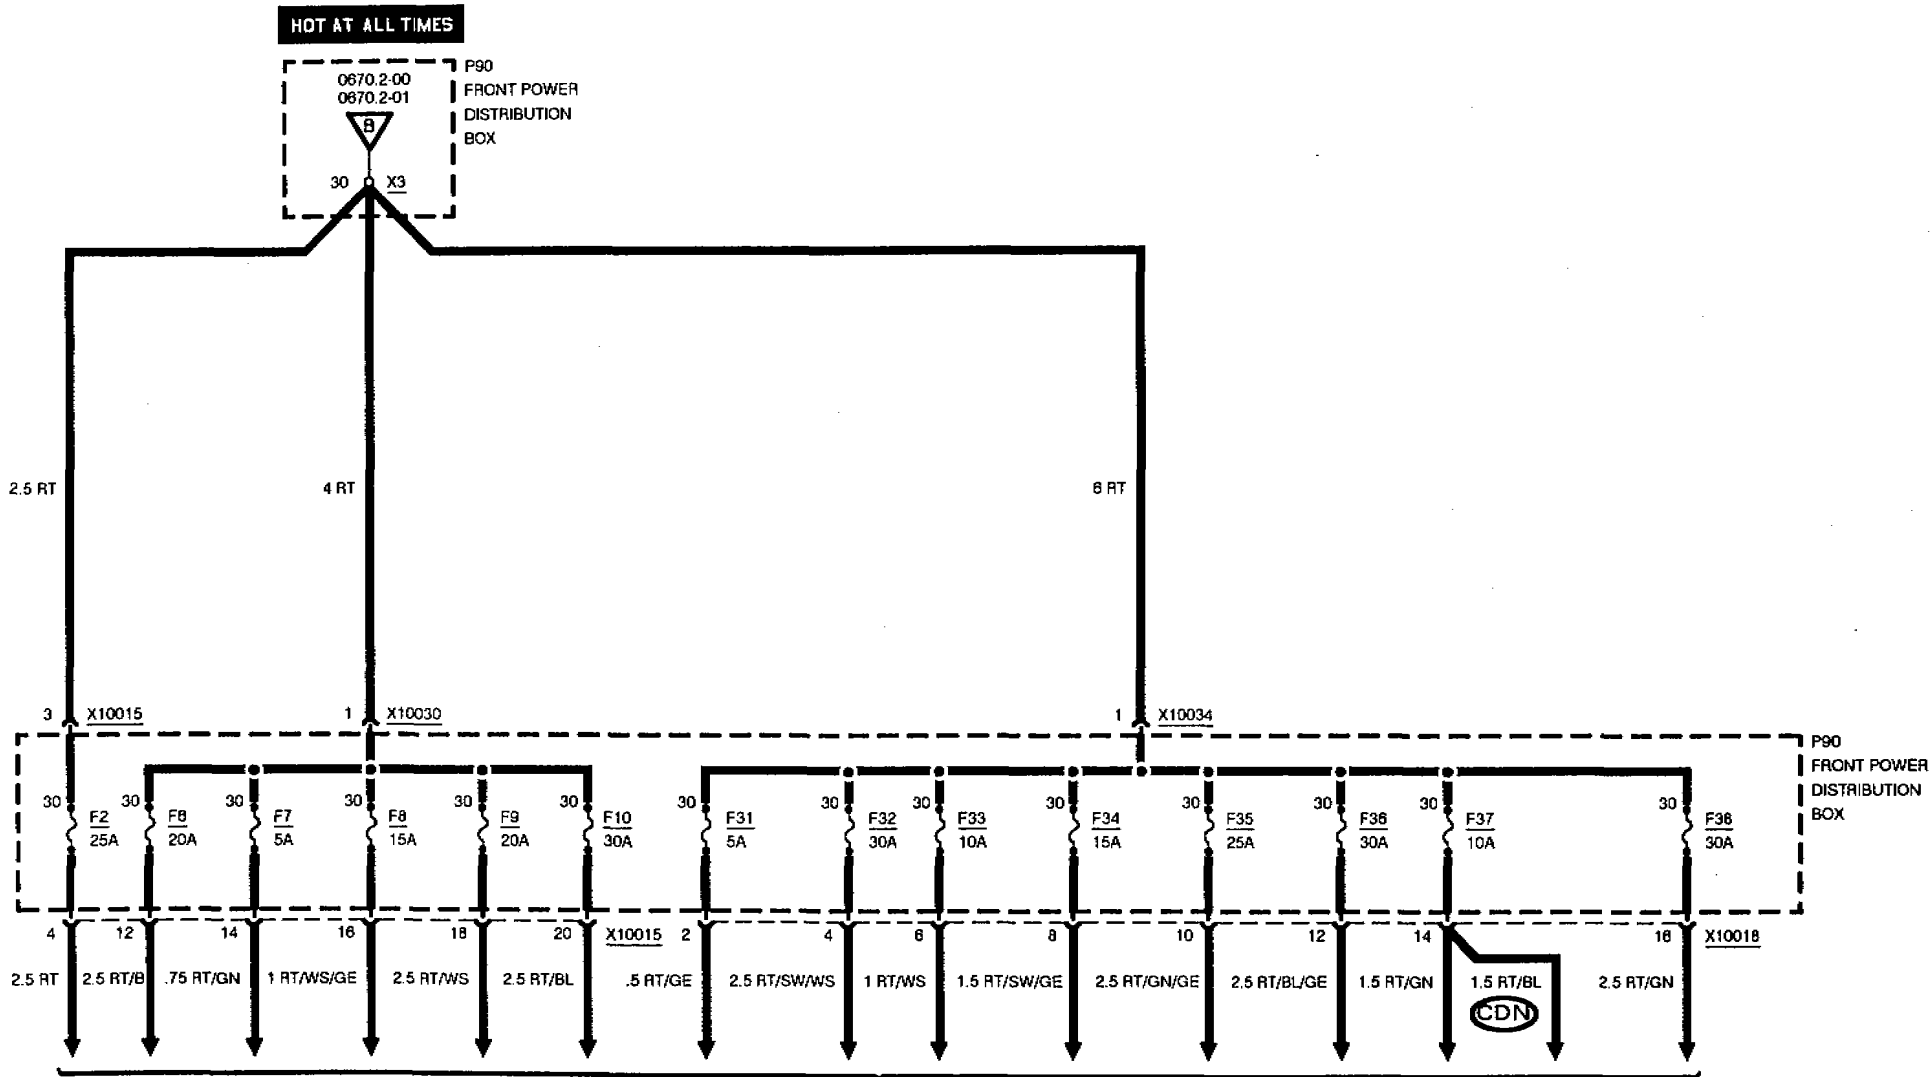 HOT AT ALL TIMES
0670.2-00
0670.2-01
B
P90
FRONT POWER
DISTRIBUTION
BOX
30 X3
2.5 RT 4 RT 6 RT
3 X10015 1 X10030 1 X10034
P90
FRONT POWER
DISTRIBUTION
BOX
30 30 30 30 30 30 30 30 30 30 30 30 30 30
F2 F6 F7 F8 F9 F10 F31 F32 F33 F34 F35 F36 F37 F38
25A 20A 5A 15A 20A 30A 5A 30A 10A 15A 25A 30A 10A 30A
4 12 14 16 18 20 X10015 2 4 6 8 10 12 14 16 X10018
2.5 RT 2.5 RT/B .75 RT/GN 1 RT/WS/GE 2.5 RT/WS 2.5 RT/BL .5 RT/GE 2.5 RT/SW/WS 1 RT/WS 1.5 RT/SW/GE 2.5 RT/GN/GE 2.5 RT/BL/GE 1.5 RT/GN 1.5 RT/BL 2.5 RT/GN
CDN